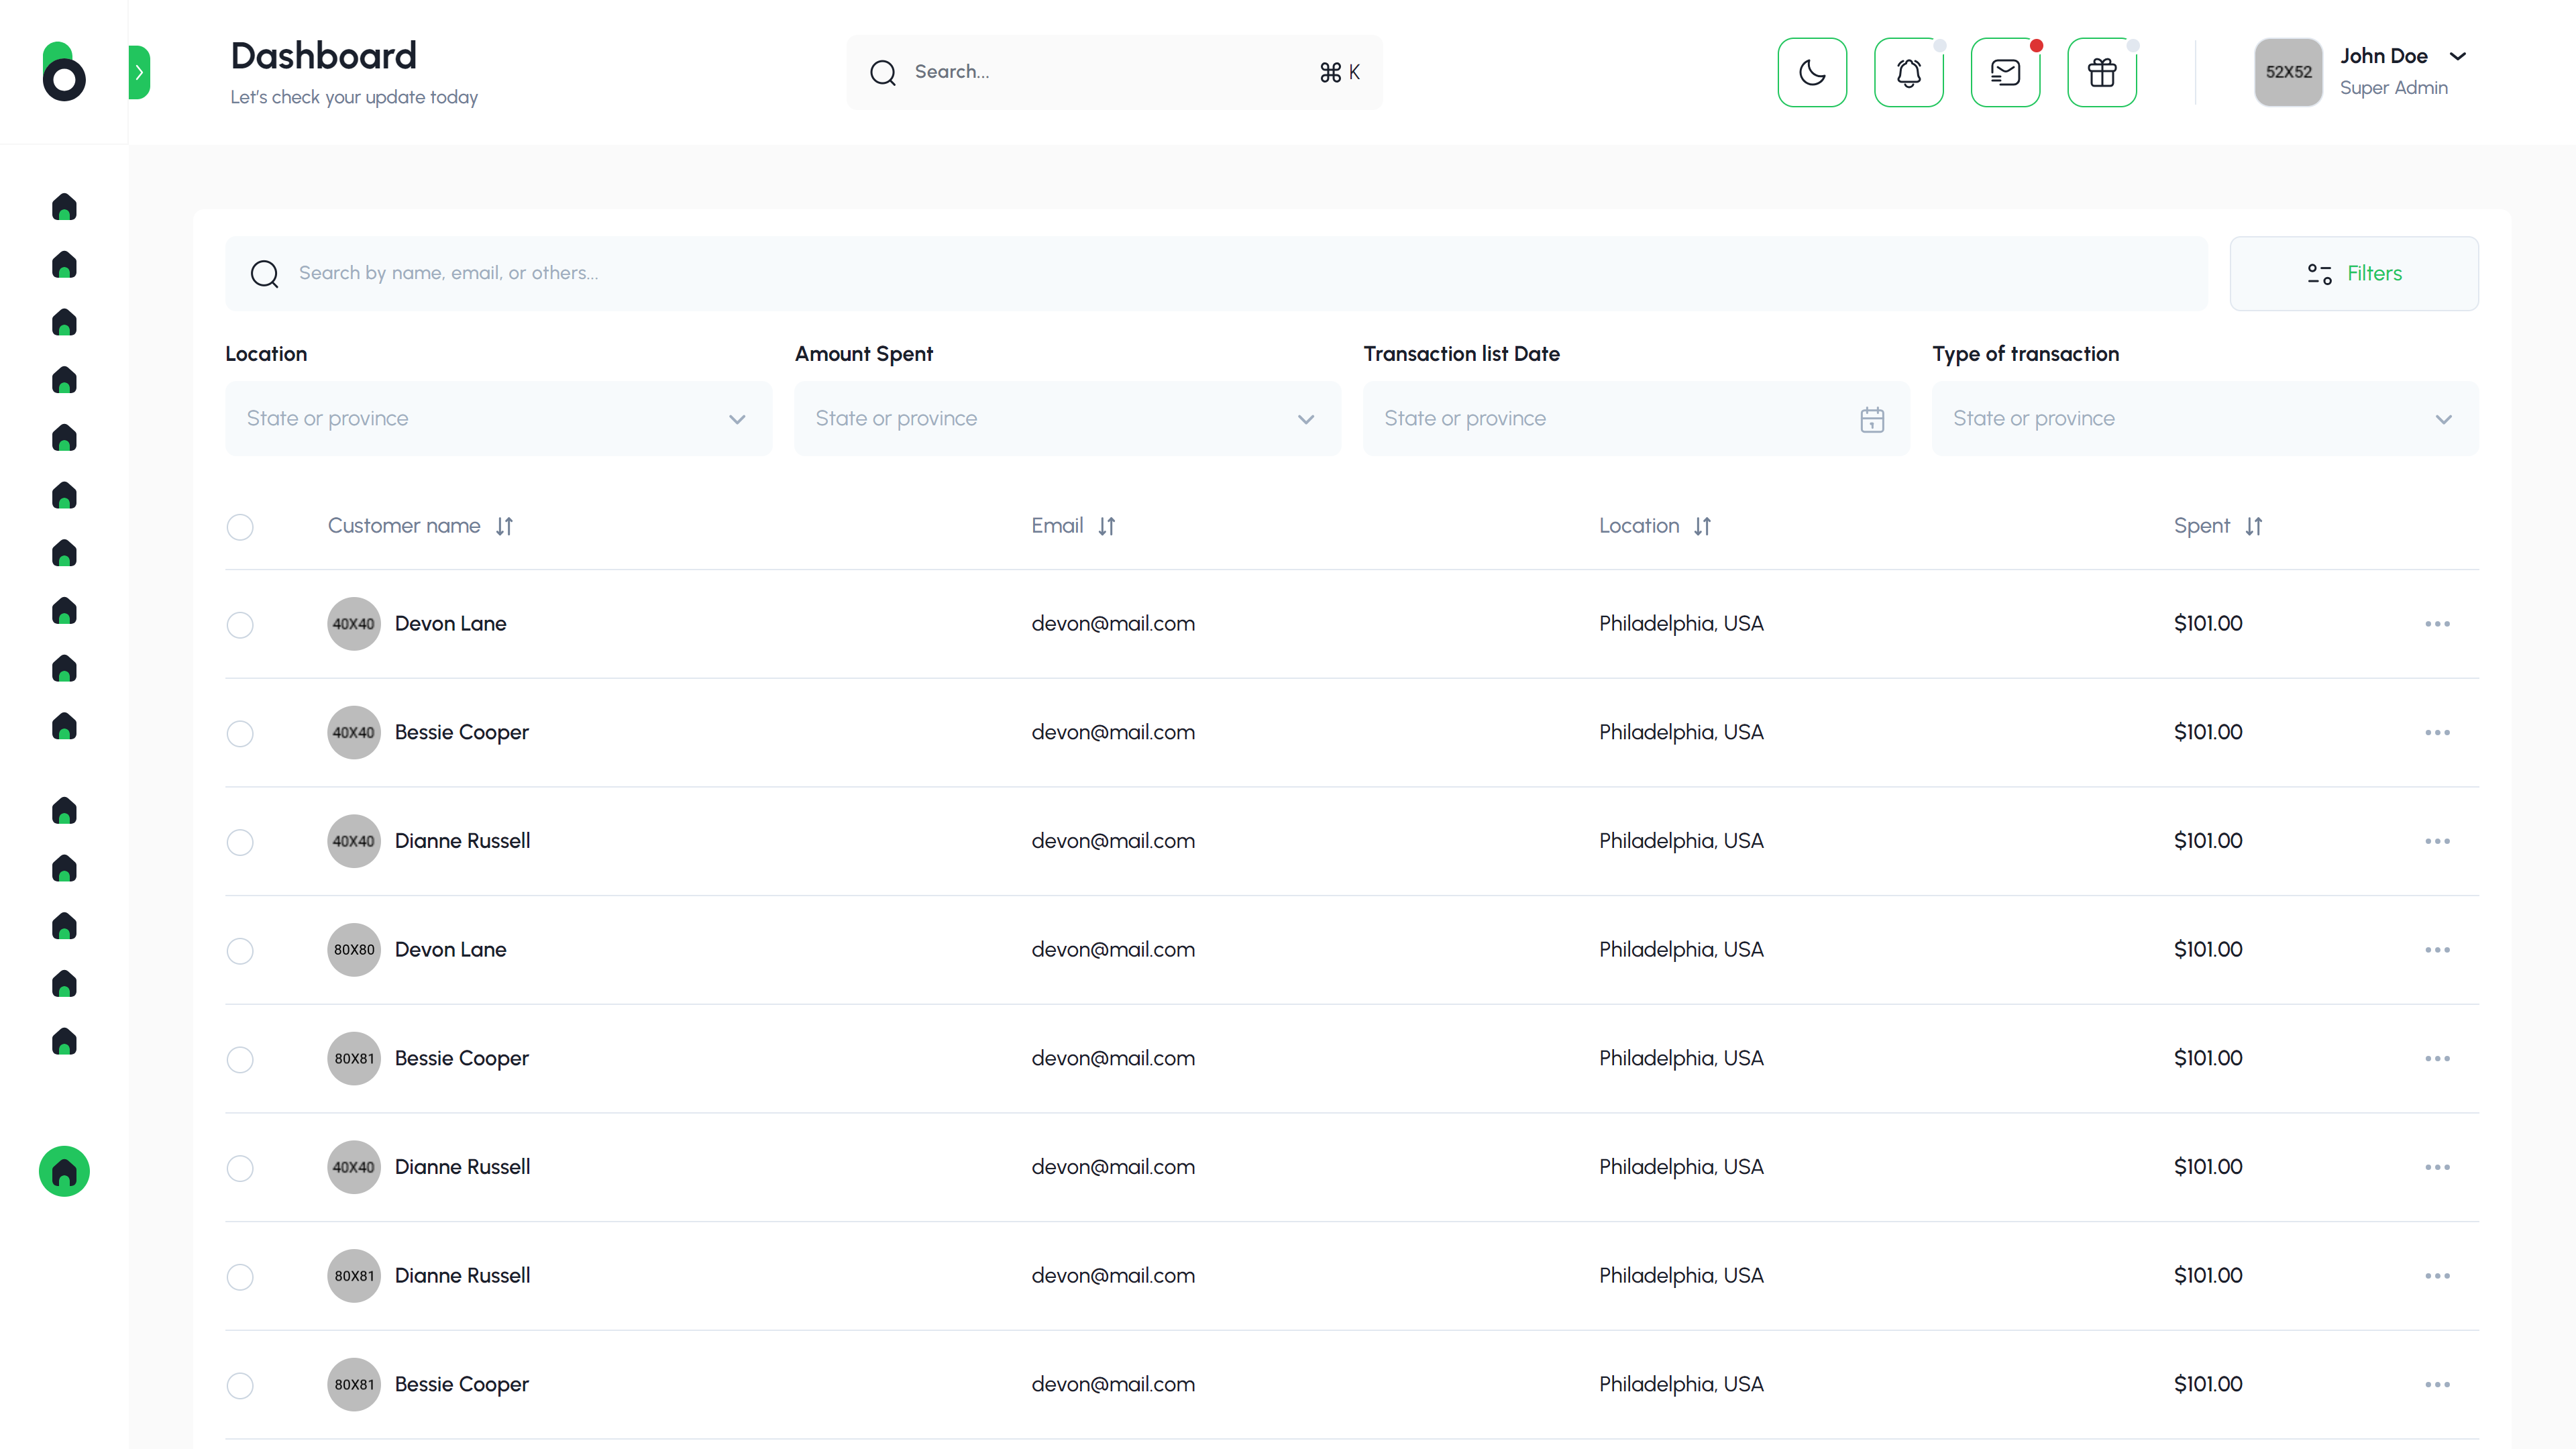 Dashboard
Let's check your update today
Search...
⌘ K
John Doe
Super Admin
52X52
Search by name, email, or others...
Filters
Location
Amount Spent
Transaction list Date
Type of transaction
State or province
State or province
State or province
State or province
Customer name
Email
Location
Spent
40X40 Devon Lane devon@mail.com Philadelphia, USA $101.00
40X40 Bessie Cooper devon@mail.com Philadelphia, USA $101.00
40X40 Dianne Russell devon@mail.com Philadelphia, USA $101.00
80X80 Devon Lane devon@mail.com Philadelphia, USA $101.00
80X81 Bessie Cooper devon@mail.com Philadelphia, USA $101.00
40X40 Dianne Russell devon@mail.com Philadelphia, USA $101.00
80X81 Dianne Russell devon@mail.com Philadelphia, USA $101.00
80X81 Bessie Cooper devon@mail.com Philadelphia, USA $101.00